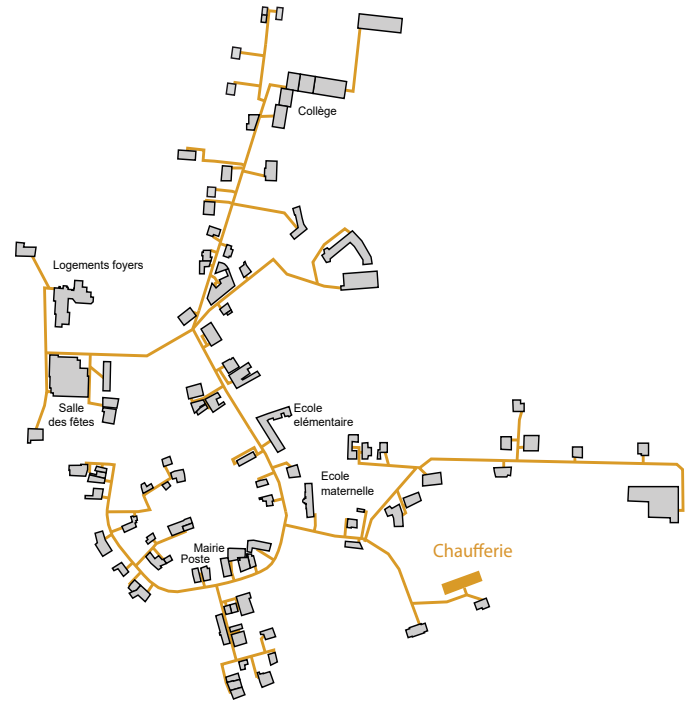 Collège
Logements foyers
Salle
des fêtes
Ecole
elémentaire
Ecole
maternelle
Mairie
Poste
Chaufferie